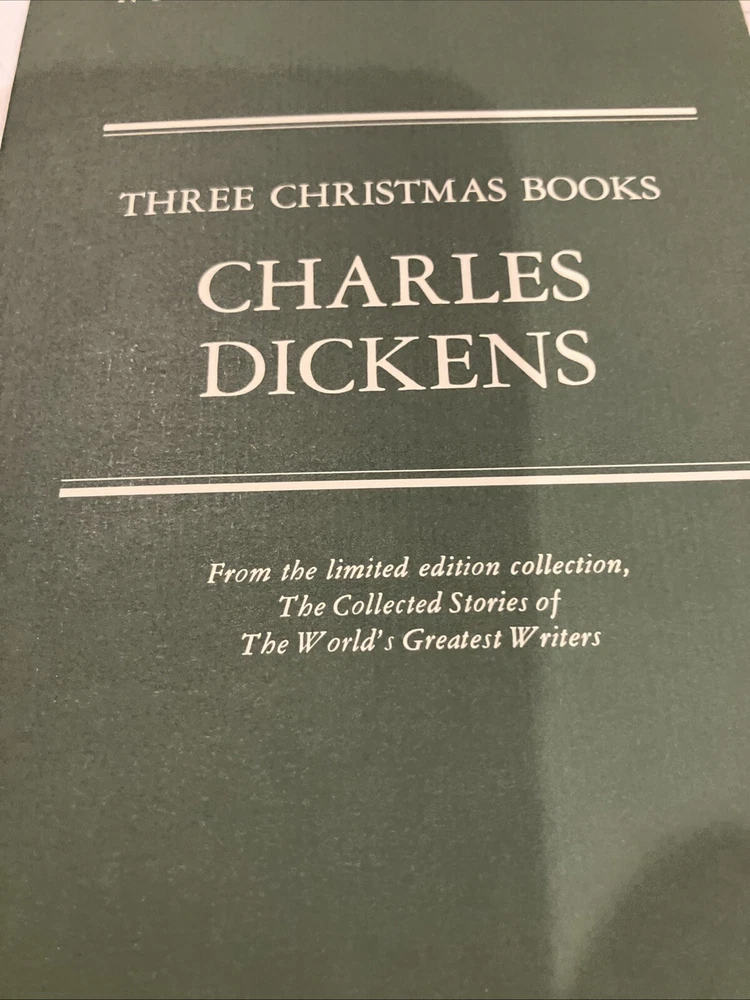 THREE CHRISTMAS BOOKS
CHARLES
DICKENS
From the limited edition collection,
The Collected Stories of
The World's Greatest Writers